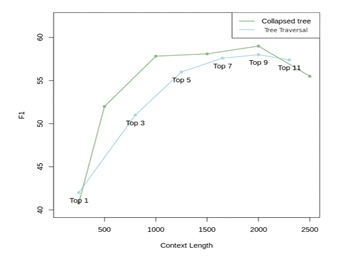 Collapsed tree
Tree Traversal
60
55
50
45
40
F1
Top 1
Top 3
Top 5
Top 7
Top 9
Top 11
500
1000
1500
2000
2500
Context Length